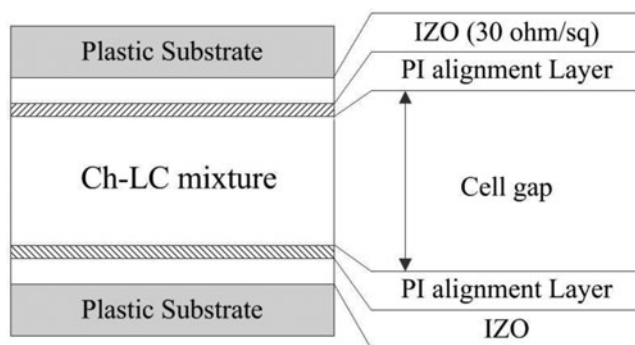 Plastic Substrate
IZO (30 ohm/sq)
PI alignment Layer
Ch-LC mixture
Cell gap
PI alignment Layer
Plastic Substrate
IZO